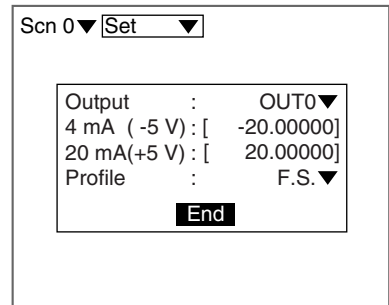 Scn 0▼ Set ▼
Output : OUT0▼
4 mA ( -5 V) : [ -20.00000]
20 mA(+5 V) : [ 20.00000]
Profile : F.S.▼
End